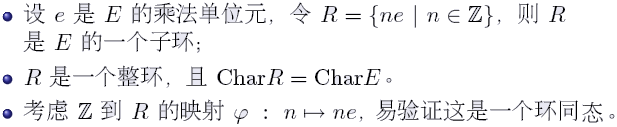 设 e 是 E 的乘法单位元，令 R = {ne | n ∈ ℤ}，则 R
是 E 的一个子环；
R 是一个整环，且 CharR = CharE。
考虑 ℤ 到 R 的映射 φ : n ↦ ne，易验证这是一个环同态。